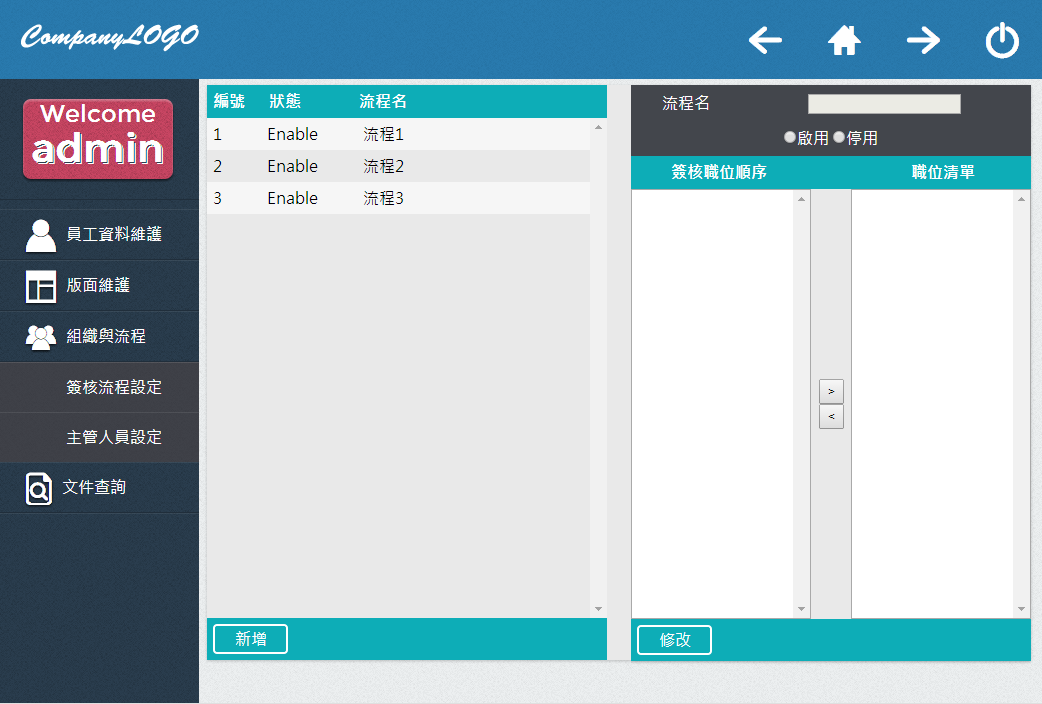 CompanyLOGO
Welcome
admin
員工資料維護
版面維護
組織與流程
簽核流程設定
主管人員設定
文件查詢
編號 狀態 流程名
1 Enable 流程1
2 Enable 流程2
3 Enable 流程3
新增
流程名
啟用 停用
簽核職位順序 職位清單
>
<
修改